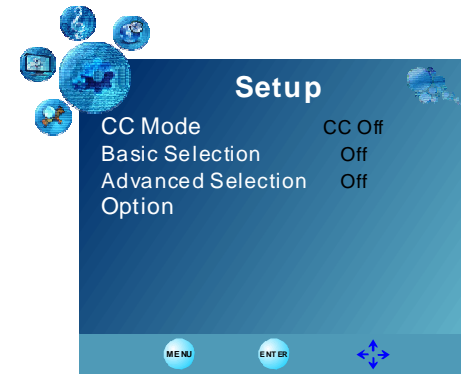 Setup
CC Mode CC Off
Basic Selection Off
Advanced Selection Off
Option
MENU ENTER